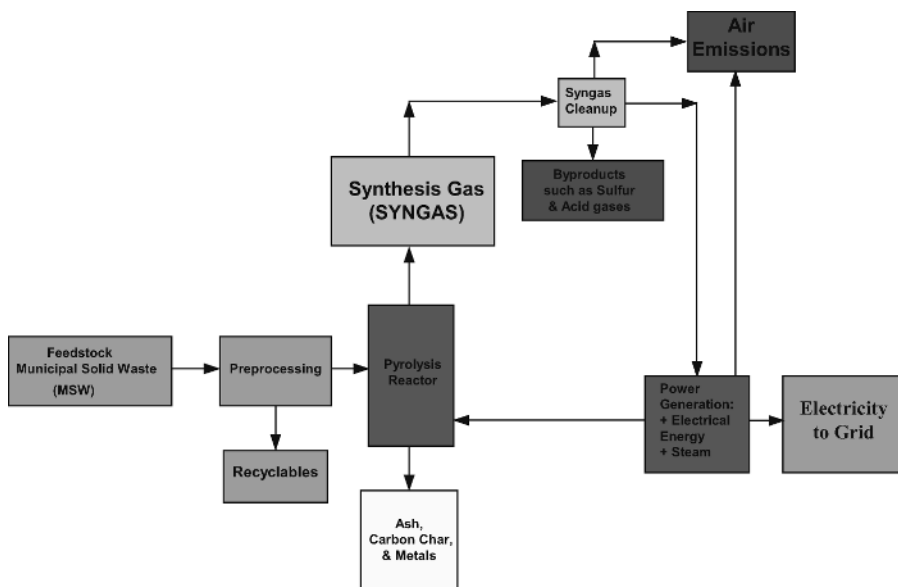 Air
Emissions
Syngas
Cleanup
Byproducts
such as Sulfur
& Acid gases
Synthesis Gas
(SYNGAS)
Feedstock
Municipal Solid Waste
(MSW)
Preprocessing
Pyrolysis
Reactor
Power
Generation:
+ Electrical
Energy
+ Steam
Electricity
to Grid
Recyclables
Ash,
Carbon Char,
& Metals